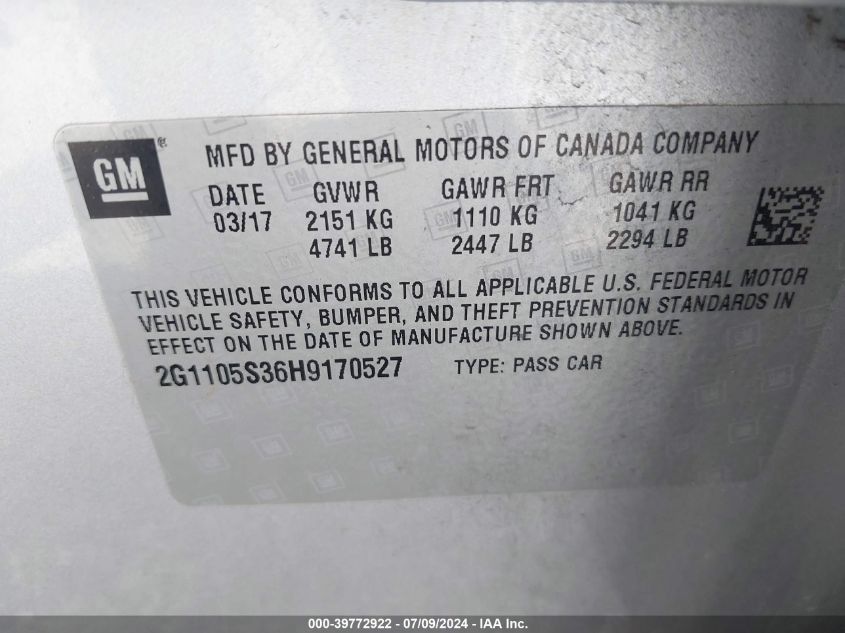 GM ® MFD BY GENERAL MOTORS OF CANADA COMPANY
DATE GVWR GAWR FRT GAWR RR
03/17 2151 KG 1110 KG 1041 KG
4741 LB 2447 LB 2294 LB
THIS VEHICLE CONFORMS TO ALL APPLICABLE U.S. FEDERAL MOTOR
VEHICLE SAFETY, BUMPER, AND THEFT PREVENTION STANDARDS IN
EFFECT ON THE DATE OF MANUFACTURE SHOWN ABOVE.
2G1105S36H9170527 TYPE: PASS CAR
000-39772922 - 07/09/2024 - IAA Inc.